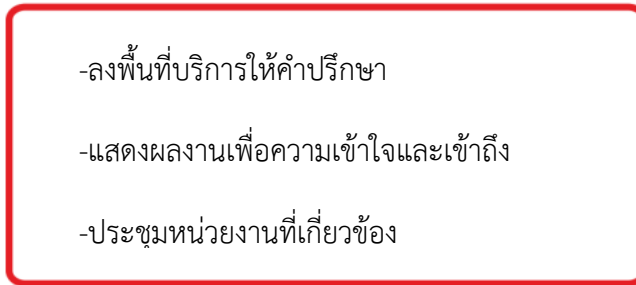 -ลงพื้นที่บริการให้คำปรึกษา
-แสดงผลงานเพื่อความเข้าใจและเข้าถึง
-ประชุมหน่วยงานที่เกี่ยวข้อง